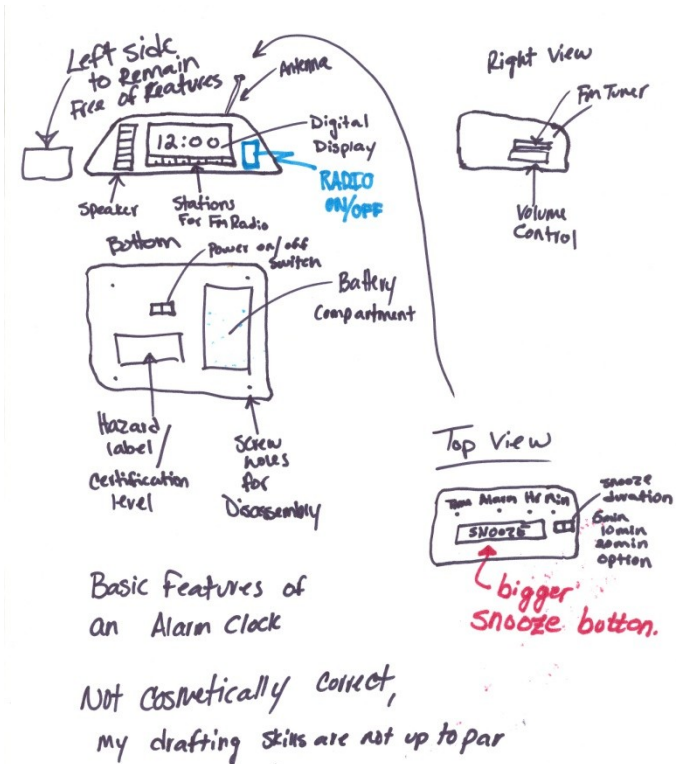 Left side
to Remain
Free of Features
Antenna
12:00
Digital
Display
RADIO
ON/OFF
Speaker
Stations
For Fm Radio
Right View
Fm Tuner
Volume
Control
Bottom
Power on/off
switch
Battery
Compartment
Hazard
label/
Certification
level
Screw
holes
for
Disassembly
Top View
Time Alarm Hr Min
SNOOZE
snooze
duration
5min
10min
20min
option
bigger
snooze button.
Basic Features of
an Alarm Clock
Not Cosmetically Correct,
my drafting skills are not up to par